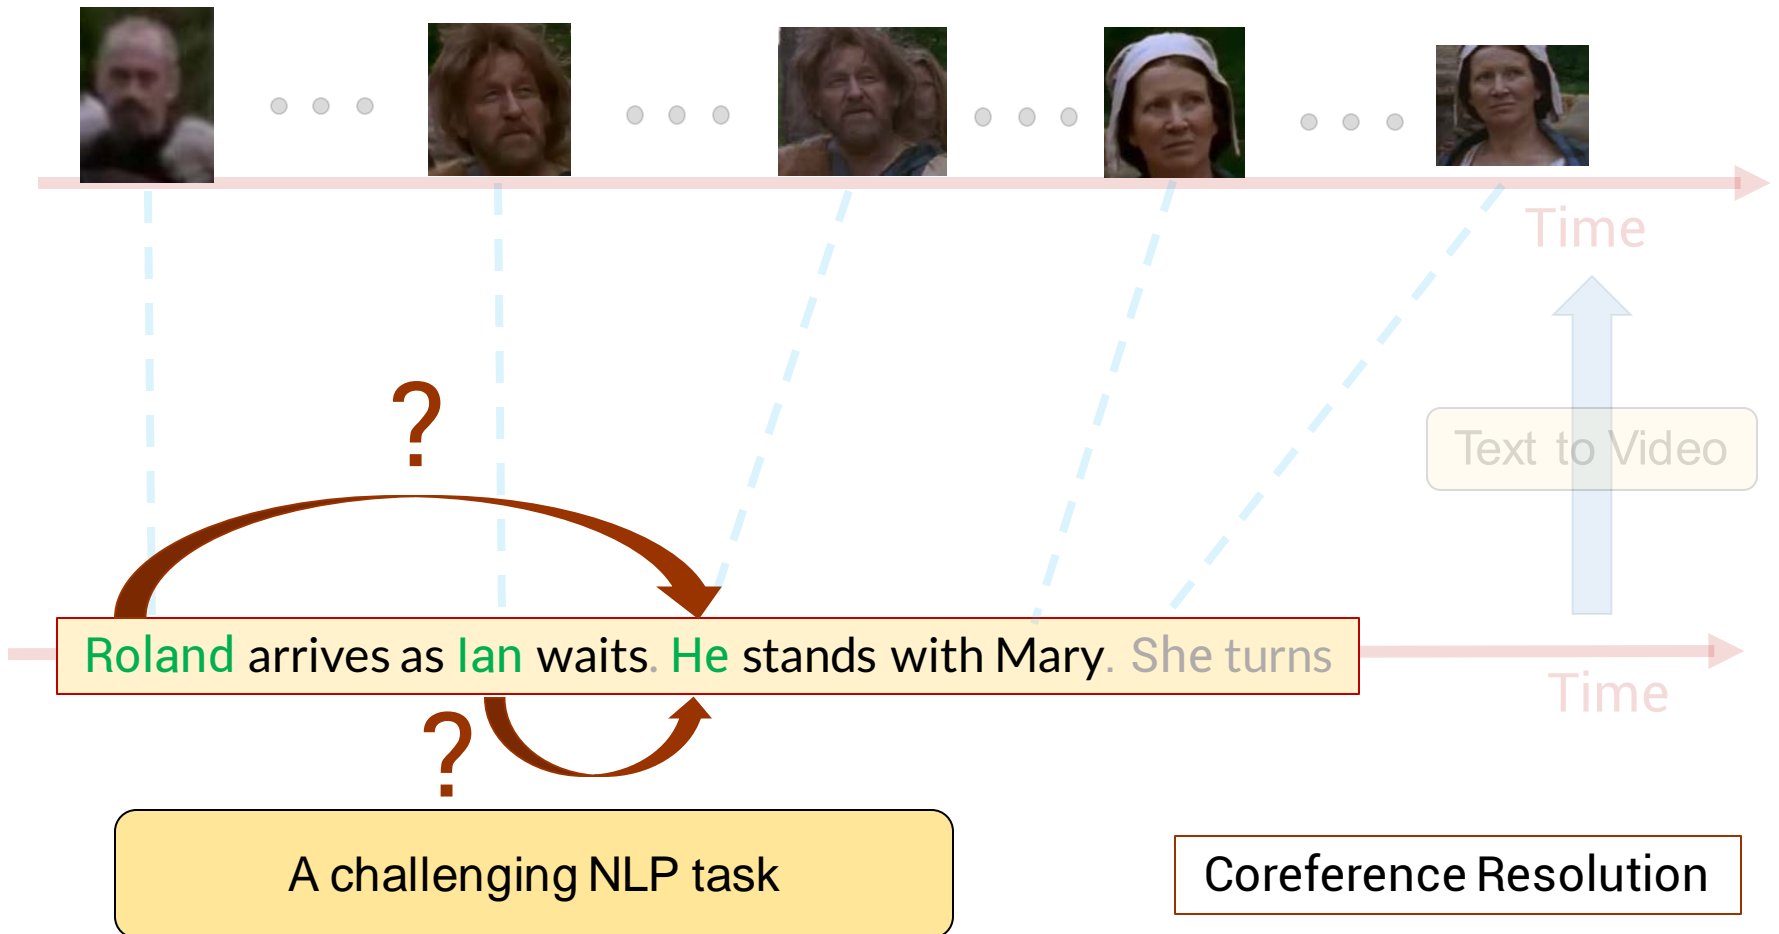 Time
?
Text to Video
Roland arrives as Ian waits. He stands with Mary. She turns
Time
?
A challenging NLP task
Coreference Resolution